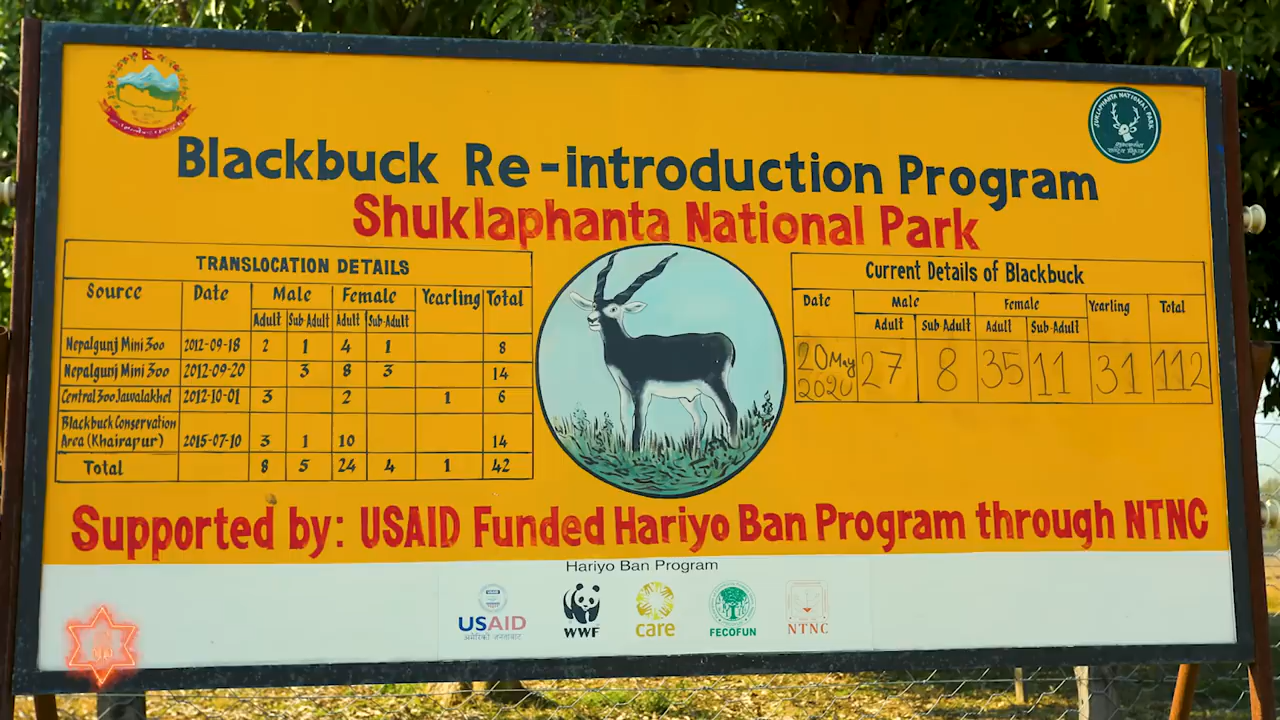 SUKLAPHANTA NATIONAL PARK
Blackbuck Re-introduction Program
Shuklaphanta National Park
TRANSLOCATION DETAILS
Source Date Male Female Yearling Total
Adult Sub-Adult Adult Sub-Adult
Nepalgunj Mini Zoo 2012-09-18 2 1 4 1 8
Nepalgunj Mini Zoo 2012-09-20 3 8 3 14
Central Zoo Jawalakhel 2012-10-01 3 2 1 6
Blackbuck Conservation
Area (Khairapur) 2015-07-10 3 1 10 14
Total 8 5 24 4 1 42
Current Details of Blackbuck
Date Male Female Yearling Total
Adult Sub Adult Adult Sub-Adult
20 May
2020 27 8 35 11 31 112
Supported by: USAID Funded Hariyo Ban Program through NTNC
Hariyo Ban Program
USAID
अमेरिकी जनताबाट
WWF
care
FECOFUN
NTNC